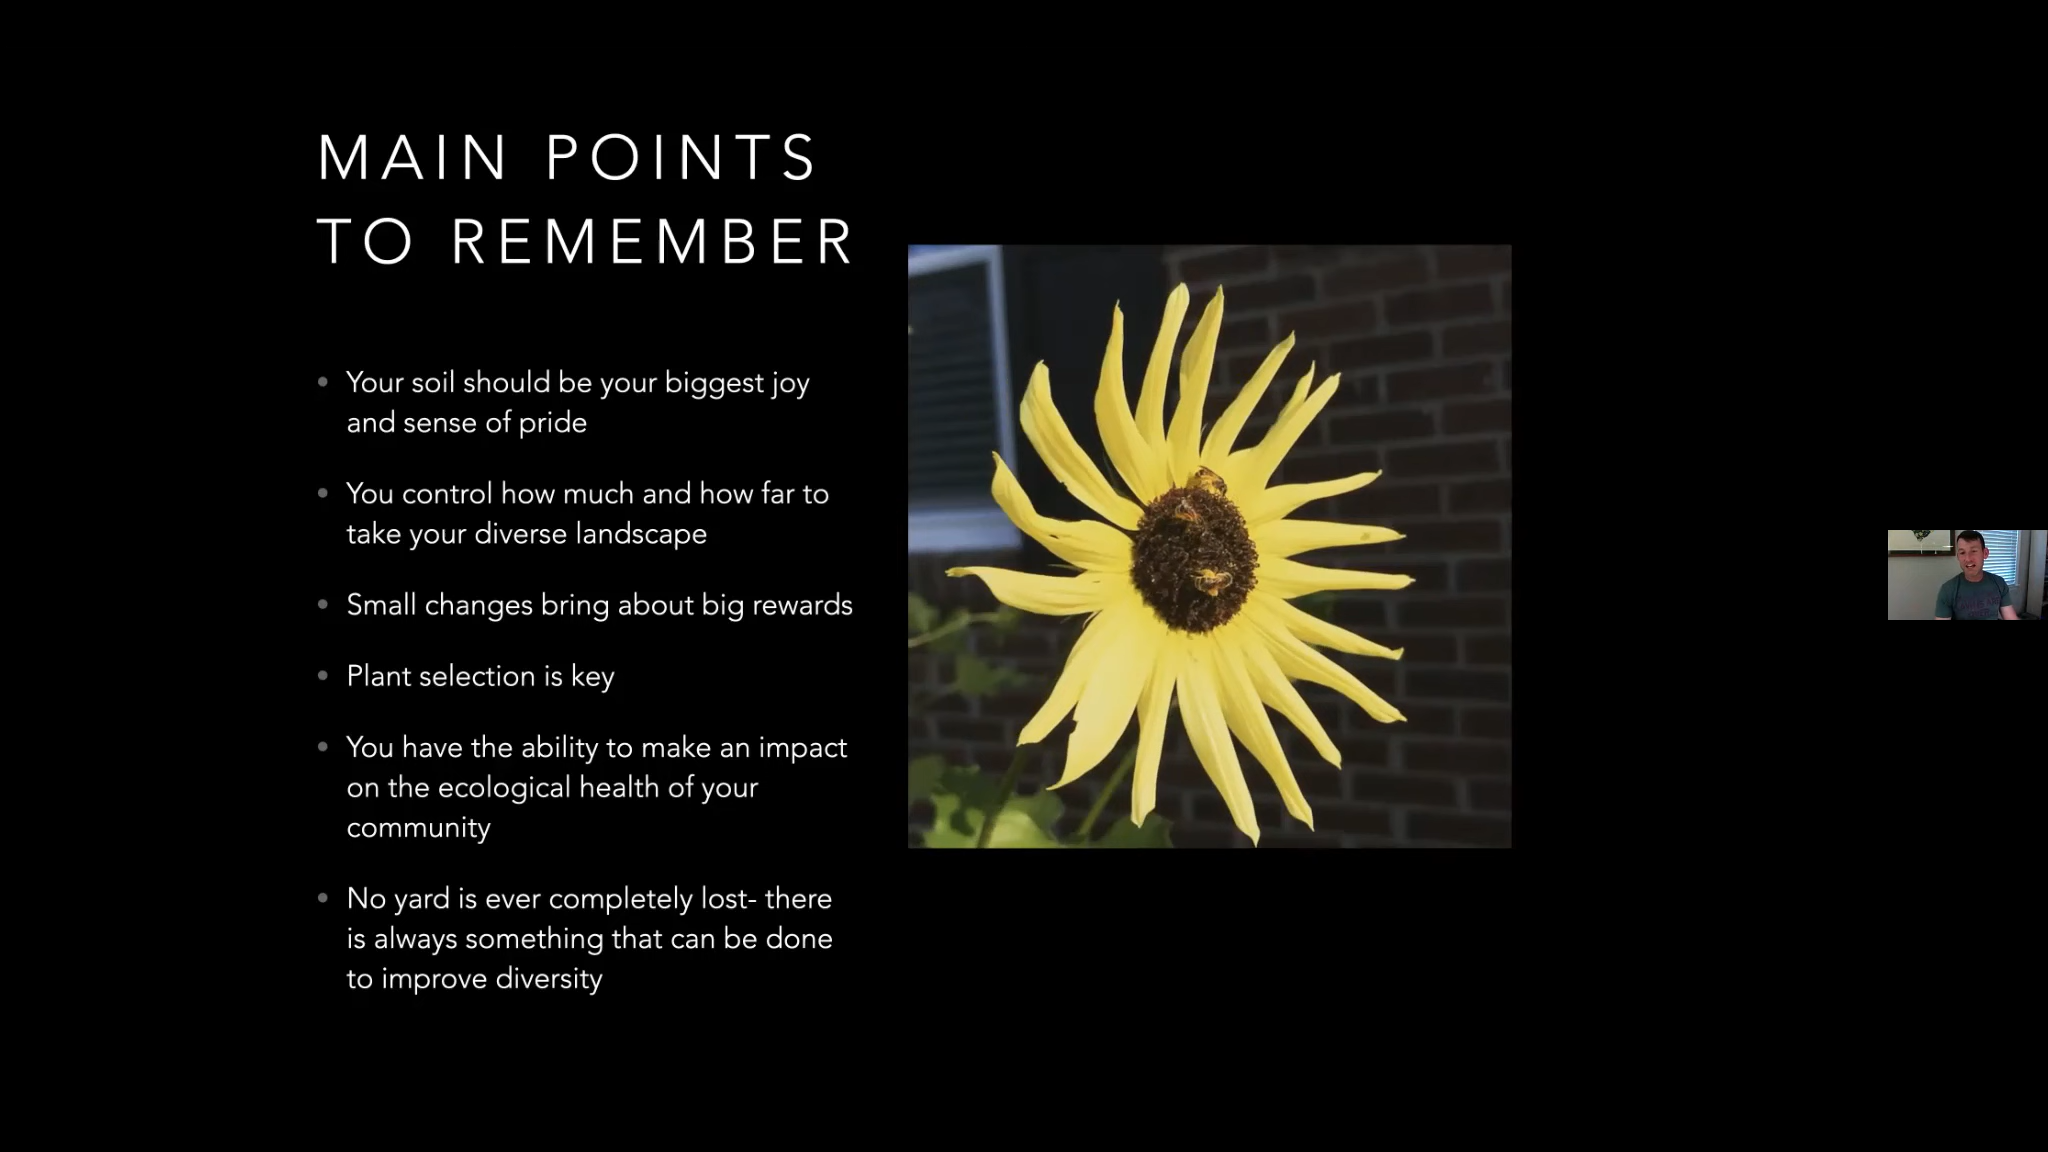 MAIN POINTS
TO REMEMBER
Your soil should be your biggest joy
and sense of pride
You control how much and how far to
take your diverse landscape
Small changes bring about big rewards
Plant selection is key
You have the ability to make an impact
on the ecological health of your
community
No yard is ever completely lost- there
is always something that can be done
to improve diversity